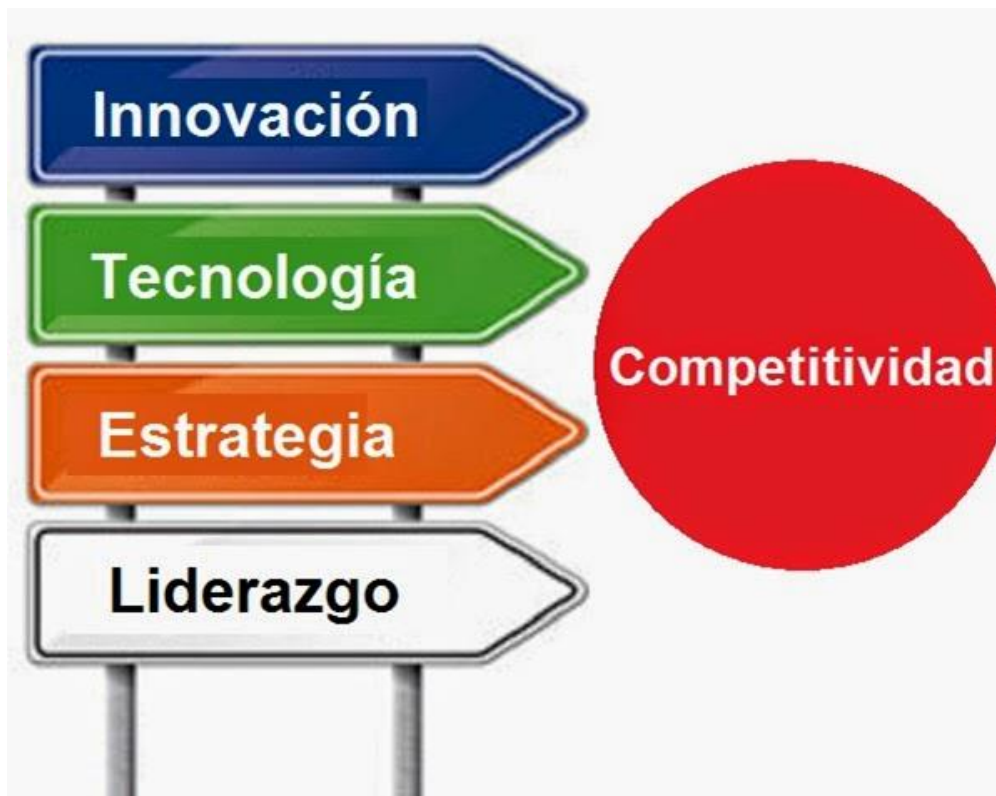 Innovación
Tecnología
Estrategia
Liderazgo
Competitividad